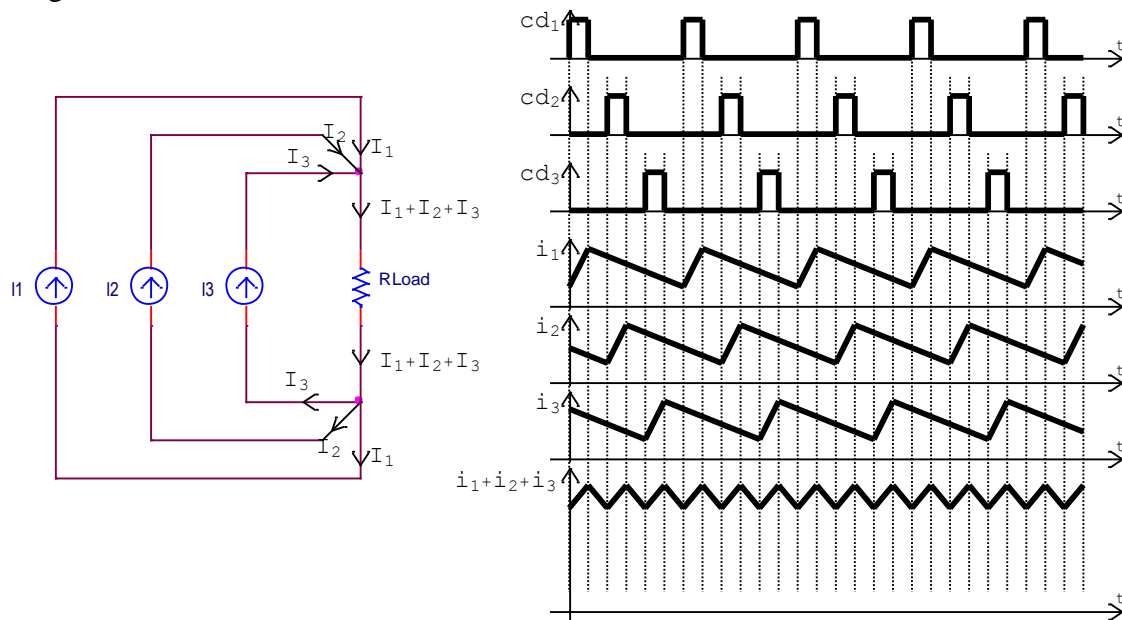 I2
I1
I3
I1+I2+I3
I1
I2
I3
RLoad
I1+I2+I3
I3
I2
I1
cd1
t
cd2
t
cd3
t
i1
t
i2
t
i3
t
i1+i2+i3
t